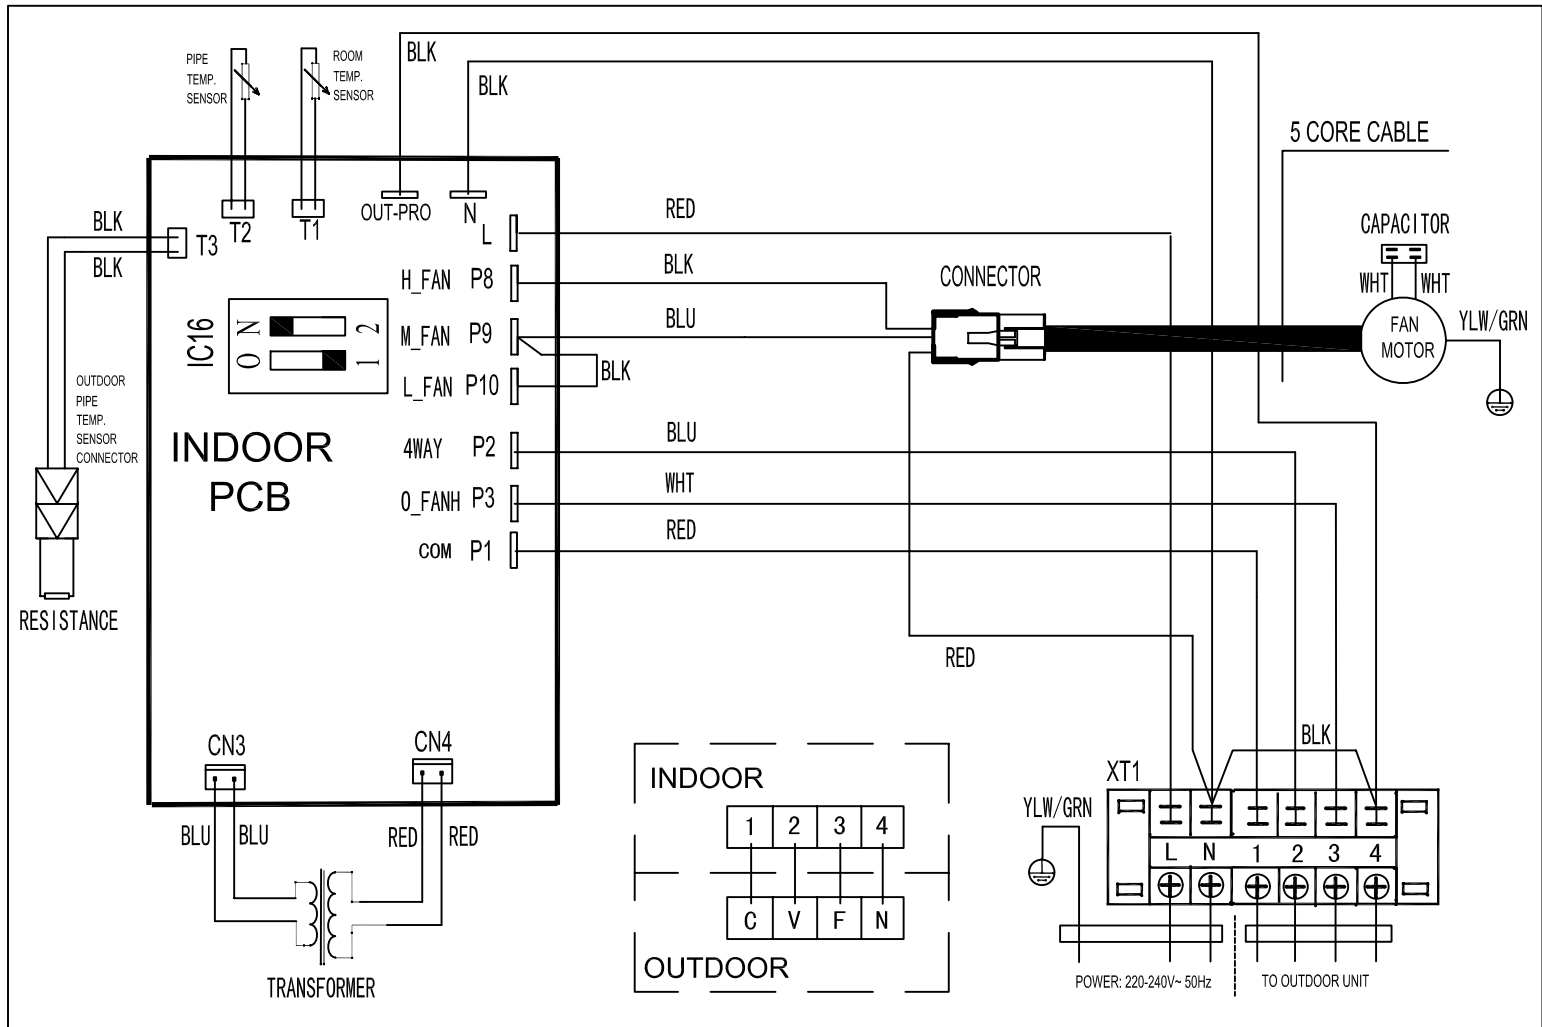 BLK
BLK
PIPE
TEMP.
SENSOR
ROOM
TEMP.
SENSOR
5 CORE CABLE
T2
T1
OUT-PRO
N
L
RED
BLK
BLK
T3
H_FAN P8
BLK
CONNECTOR
CAPACITOR
WHT
WHT
IC16
O N
1 2
M_FAN P9
BLU
FAN
MOTOR
YLW/GRN
L_FAN P10
BLK
OUTDOOR
PIPE
TEMP.
SENSOR
CONNECTOR
INDOOR
PCB
4WAY P2
BLU
O_FANH P3
WHT
COM P1
RED
RESISTANCE
RED
CN3
CN4
BLU
BLU
RED
RED
TRANSFORMER
INDOOR
1 2 3 4
C V F N
OUTDOOR
BLK
XT1
YLW/GRN
L N 1 2 3 4
POWER: 220-240V~ 50Hz
TO OUTDOOR UNIT